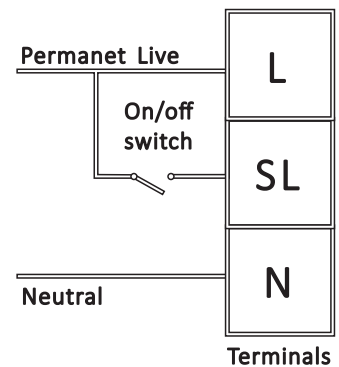 Permanet Live
L
On/off
switch
SL
N
Neutral
Terminals